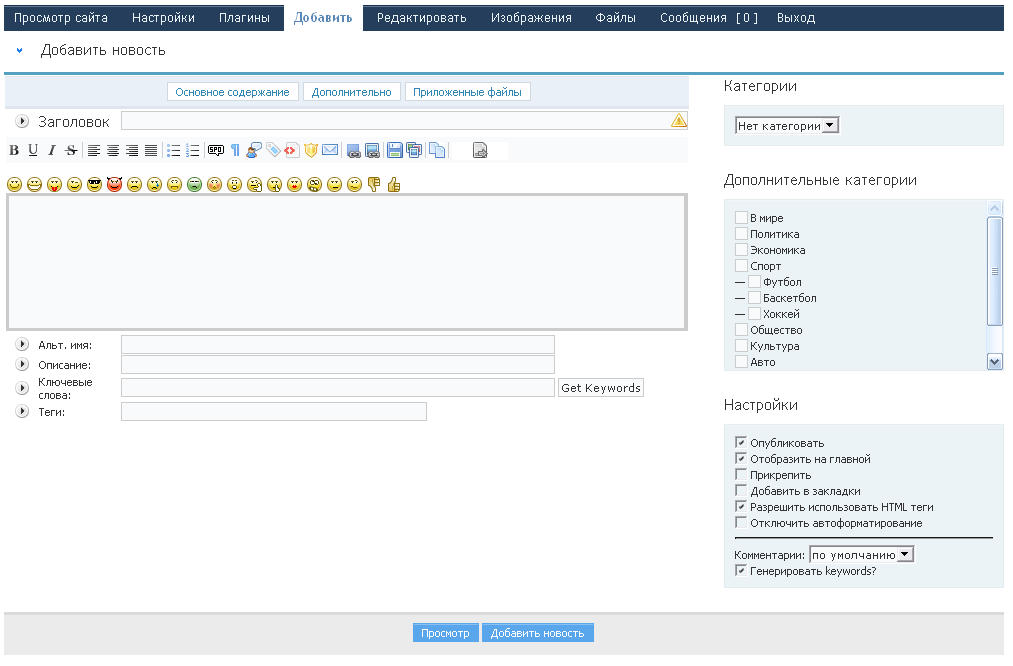 Просмотр сайта Настройки Плагины Добавить Редактировать Изображения Файлы Сообщения [ 0 ] Выход
Добавить новость
Основное содержание Дополнительно Приложенные файлы
Заголовок
B U I S SPO ¶
Альт. имя:
Описание:
Ключевые
слова:
Get Keywords
Теги:
Категории
Нет категории
Дополнительные категории
В мире
Политика
Экономика
Спорт
— Футбол
— Баскетбол
— Хоккей
Общество
Культура
Авто
Настройки
Опубликовать
Отобразить на главной
Прикрепить
Добавить в закладки
Разрешить использовать HTML теги
Отключить автоформатирование
Комментарии: по умолчанию
Генерировать keywords?
Просмотр Добавить новость